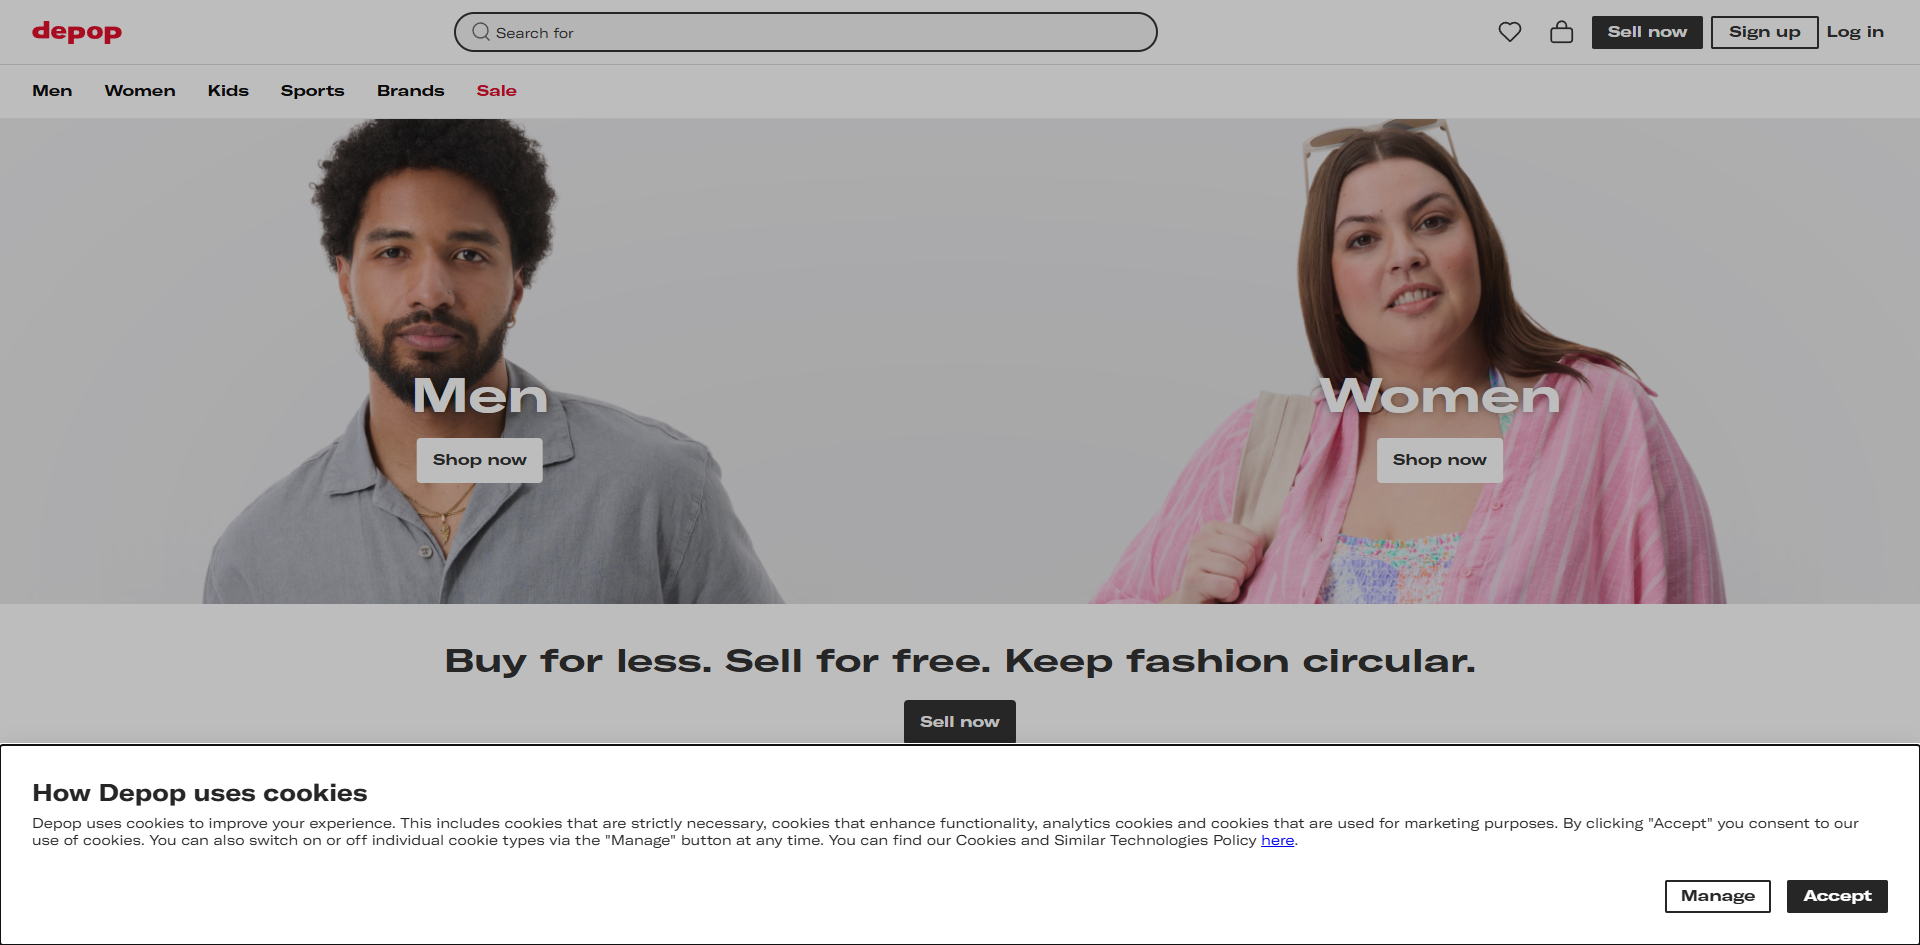 depop
Search for
Sell now
Sign up
Log in
Men
Women
Kids
Sports
Brands
Sale
Men
Shop now
Women
Shop now
Buy for less. Sell for free. Keep fashion circular.
Sell now
How Depop uses cookies
Depop uses cookies to improve your experience. This includes cookies that are strictly necessary, cookies that enhance functionality, analytics cookies and cookies that are used for marketing purposes. By clicking "Accept" you consent to our
use of cookies. You can also switch on or off individual cookie types via the "Manage" button at any time. You can find our Cookies and Similar Technologies Policy here.
Manage
Accept